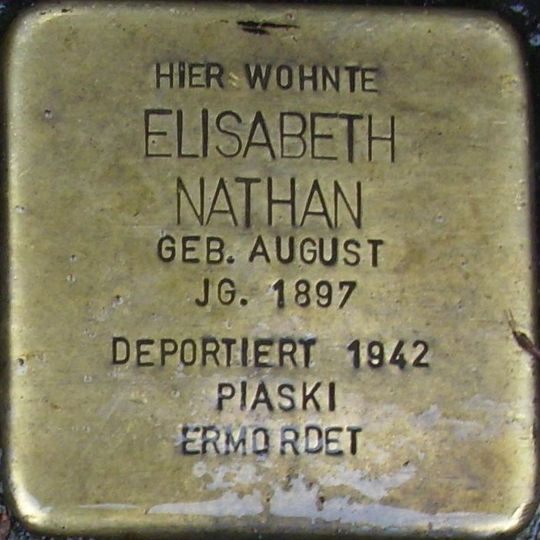 HIER WOHNTE
ELISABETH
NATHAN
GEB. AUGUST
JG. 1897
DEPORTIERT 1942
PIASKI
ERMORDET